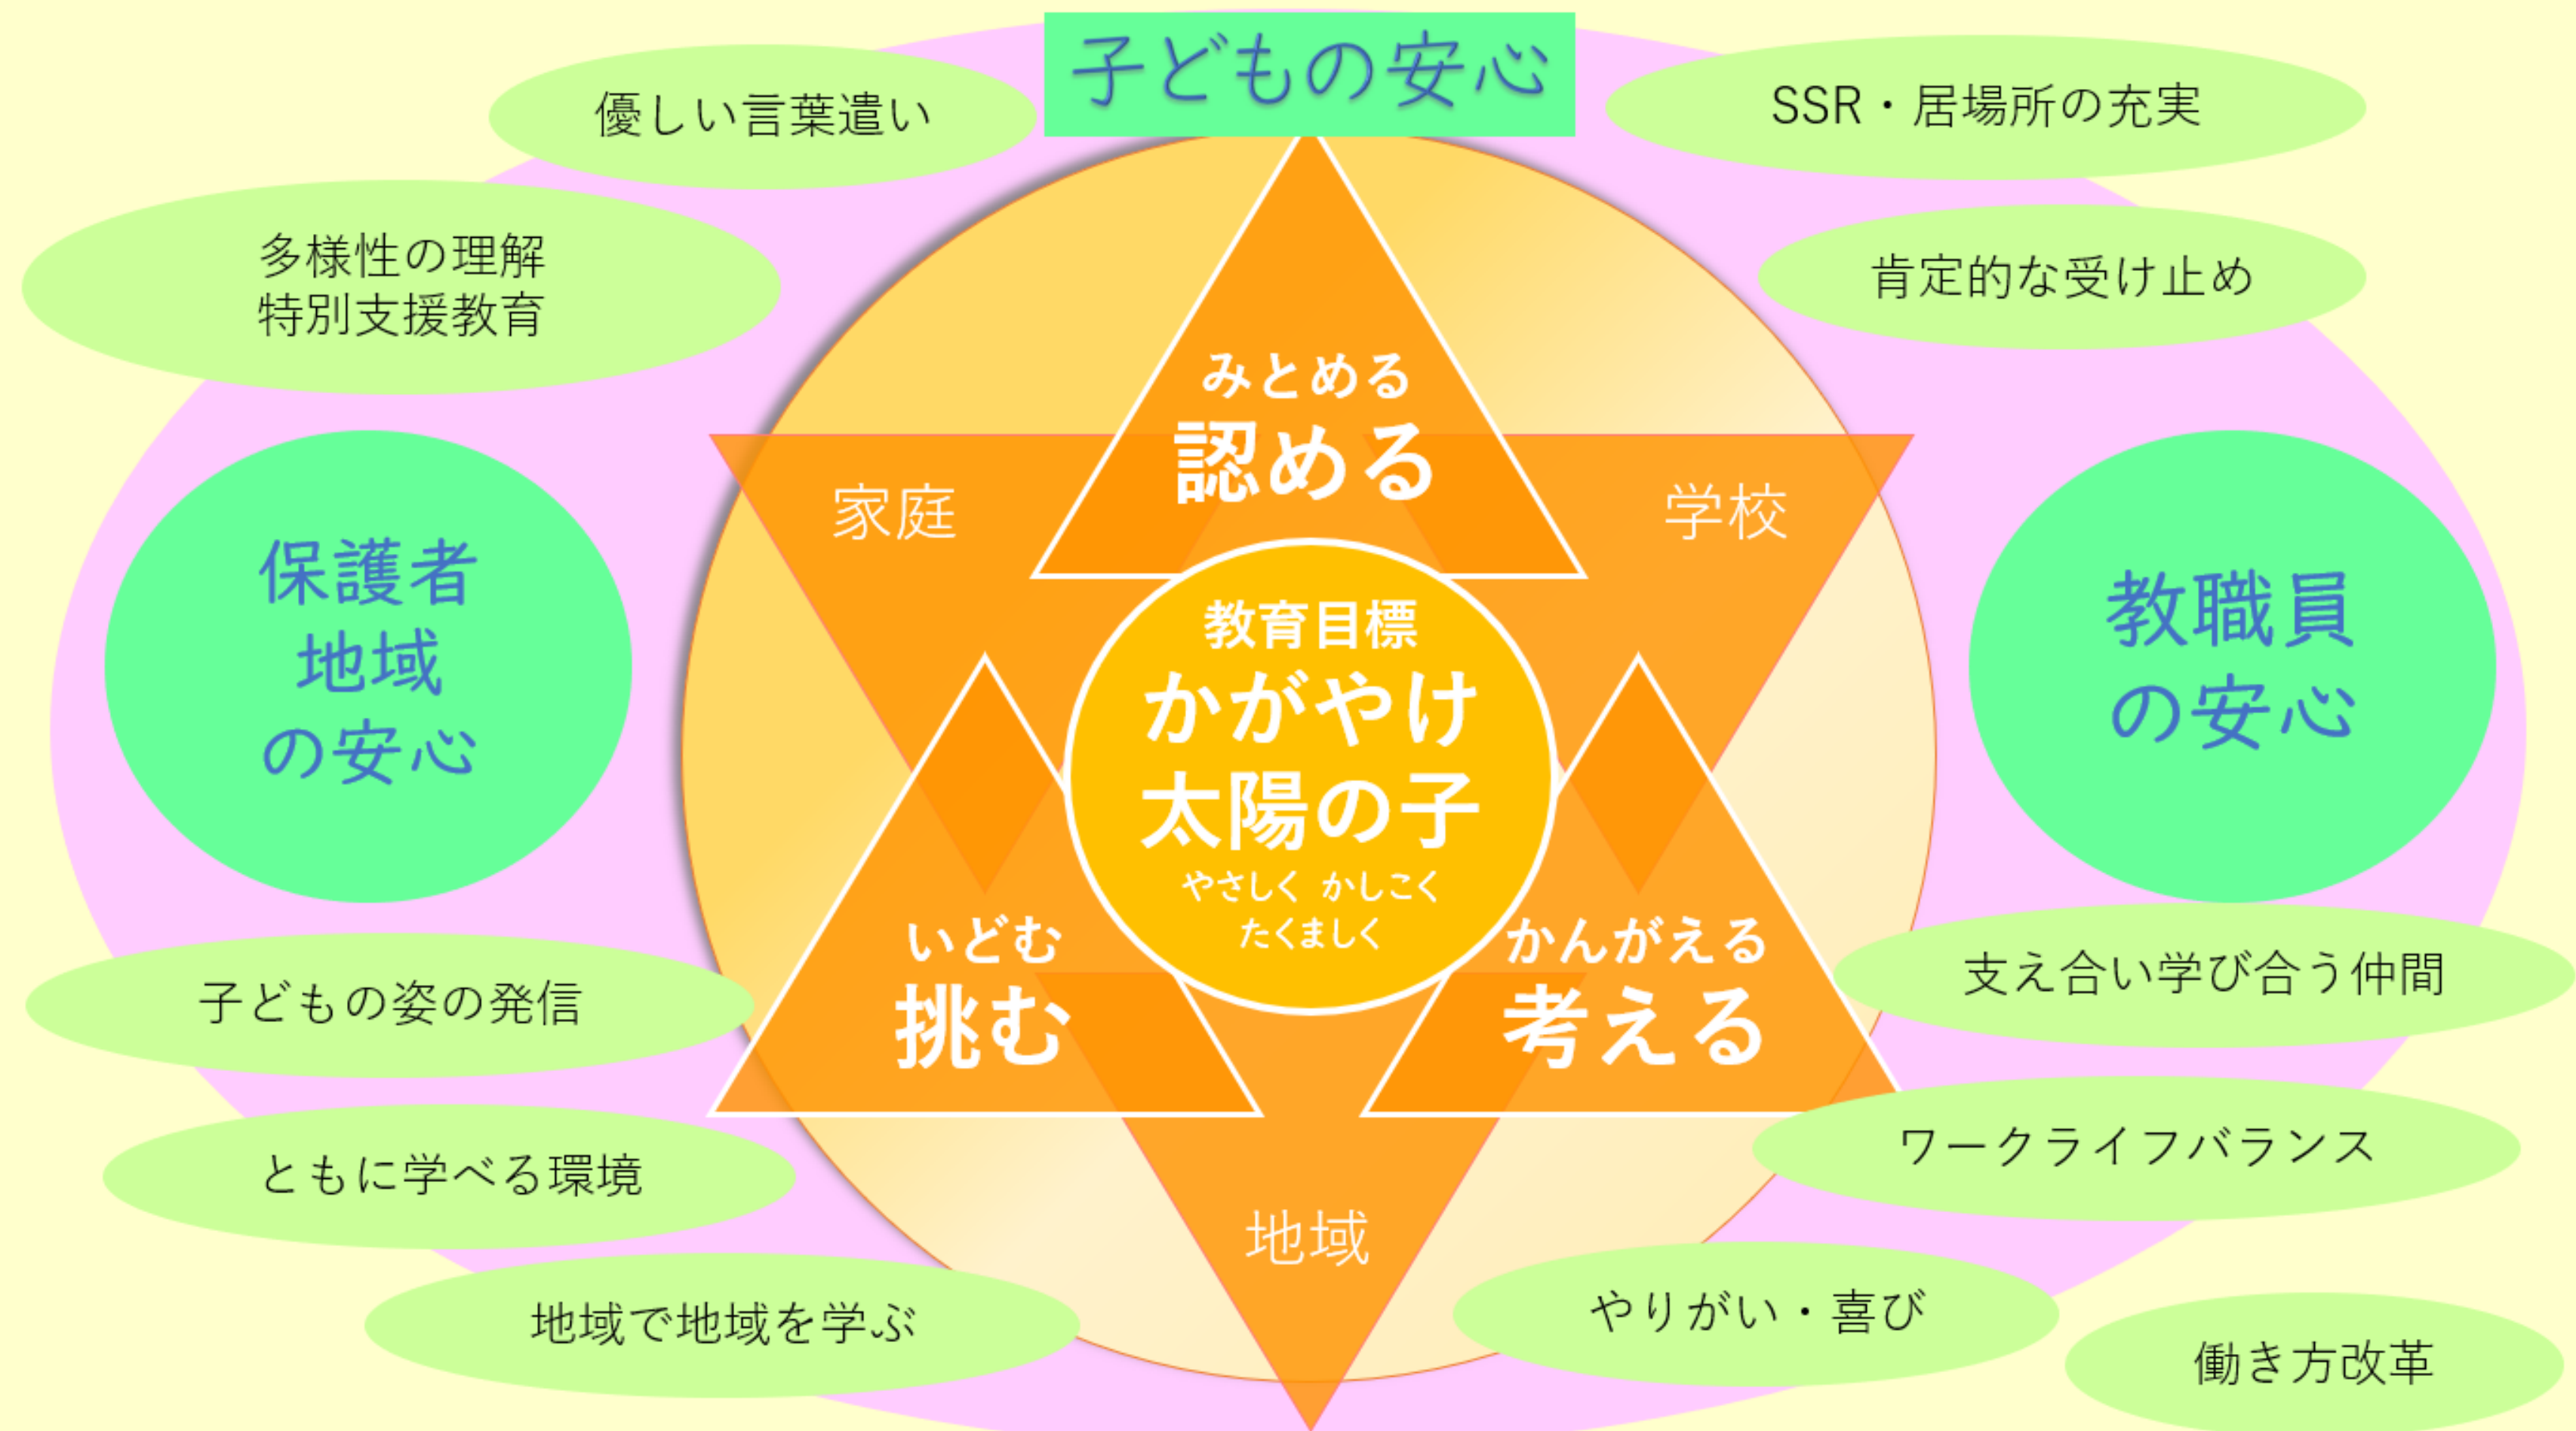 子どもの安心
優しい言葉遣い
SSR・居場所の充実
多様性の理解
特別支援教育
肯定的な受け止め
みとめる
認める
家庭
学校
保護者
地域
の安心
教職員
の安心
教育目標
かがやけ
太陽の子
やさしく かしこく
たくましく
いどむ
挑む
かんがえる
考える
子どもの姿の発信
支え合い学び合う仲間
ともに学べる環境
ワークライフバランス
地域
地域で地域を学ぶ
やりがい・喜び
働き方改革